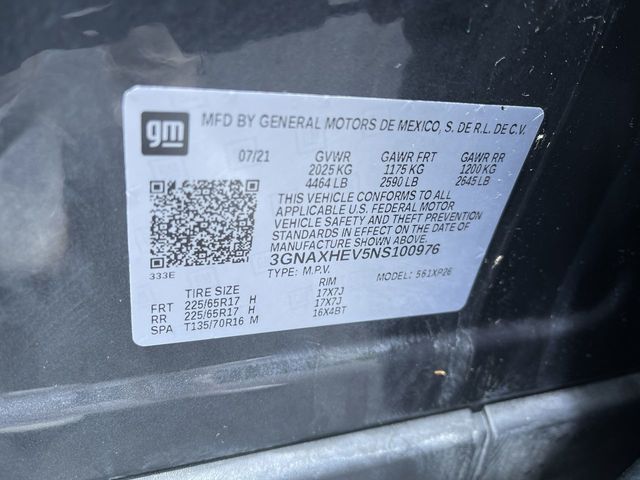 gm MFD BY GENERAL MOTORS DE MEXICO, S. DE R.L. DE C.V.
07/21 GVWR GAWR FRT GAWR RR
2025 KG 1175 KG 1200 KG
4464 LB 2590 LB 2645 LB
THIS VEHICLE CONFORMS TO ALL
APPLICABLE U.S. FEDERAL MOTOR
VEHICLE SAFETY AND THEFT PREVENTION
STANDARDS IN EFFECT ON THE DATE OF
MANUFACTURE SHOWN ABOVE.
3GNAXHEV5NS100976
333E TYPE: M.P.V. MODEL: 561XP26
TIRE SIZE RIM
FRT 225/65R17 H 17X7J
RR 225/65R17 H 17X7J
SPA T135/70R16 M 16X4BT